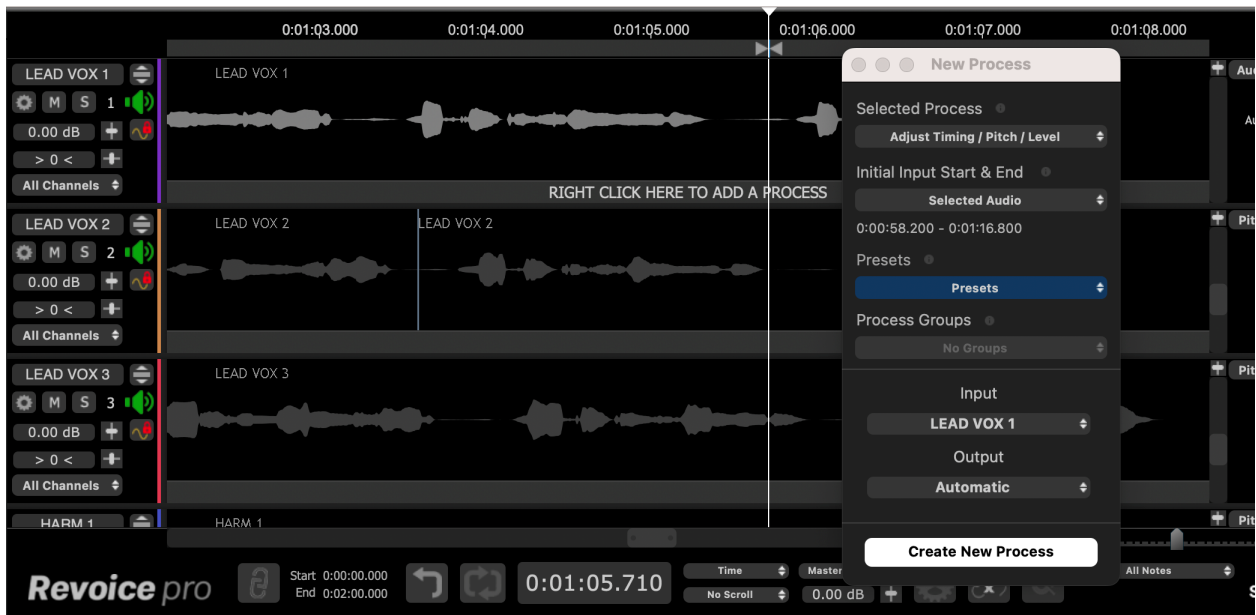 0:01:03.000 0:01:04.000 0:01:05.000 0:01:06.000 0:01:07.000 0:01:08.000
LEAD VOX 1
M S 1
0.00 dB
> 0 <
All Channels
LEAD VOX 1
RIGHT CLICK HERE TO ADD A PROCESS
LEAD VOX 2
M S 2
0.00 dB
> 0 <
All Channels
LEAD VOX 2
LEAD VOX 2
LEAD VOX 3
M S 3
0.00 dB
> 0 <
All Channels
LEAD VOX 3
HARM 1
HARM 1
New Process
Selected Process
Adjust Timing / Pitch / Level
Initial Input Start & End
Selected Audio
0:00:58.200 - 0:01:16.800
Presets
Presets
Process Groups
No Groups
Input
LEAD VOX 1
Output
Automatic
Create New Process
Pit
Pit
Pit
Revoice pro
Start 0:00:00.000
End 0:02:00.000
0:01:05.710
Time
No Scroll
Master
0.00 dB
All Notes